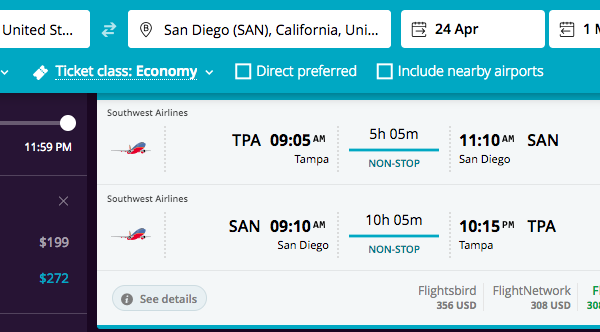 United St...
San Diego (SAN), California, Uni...
24 Apr
1 M
Ticket class: Economy
Direct preferred
Include nearby airports
11:59 PM
$199
$272
Southwest Airlines
TPA 09:05 AM
Tampa
5h 05m
NON-STOP
11:10 AM SAN
San Diego
Southwest Airlines
SAN 09:10 AM
San Diego
10h 05m
NON-STOP
10:15 PM TPA
Tampa
See details
Flightsbird
356 USD
FlightNetwork
308 USD
F
308